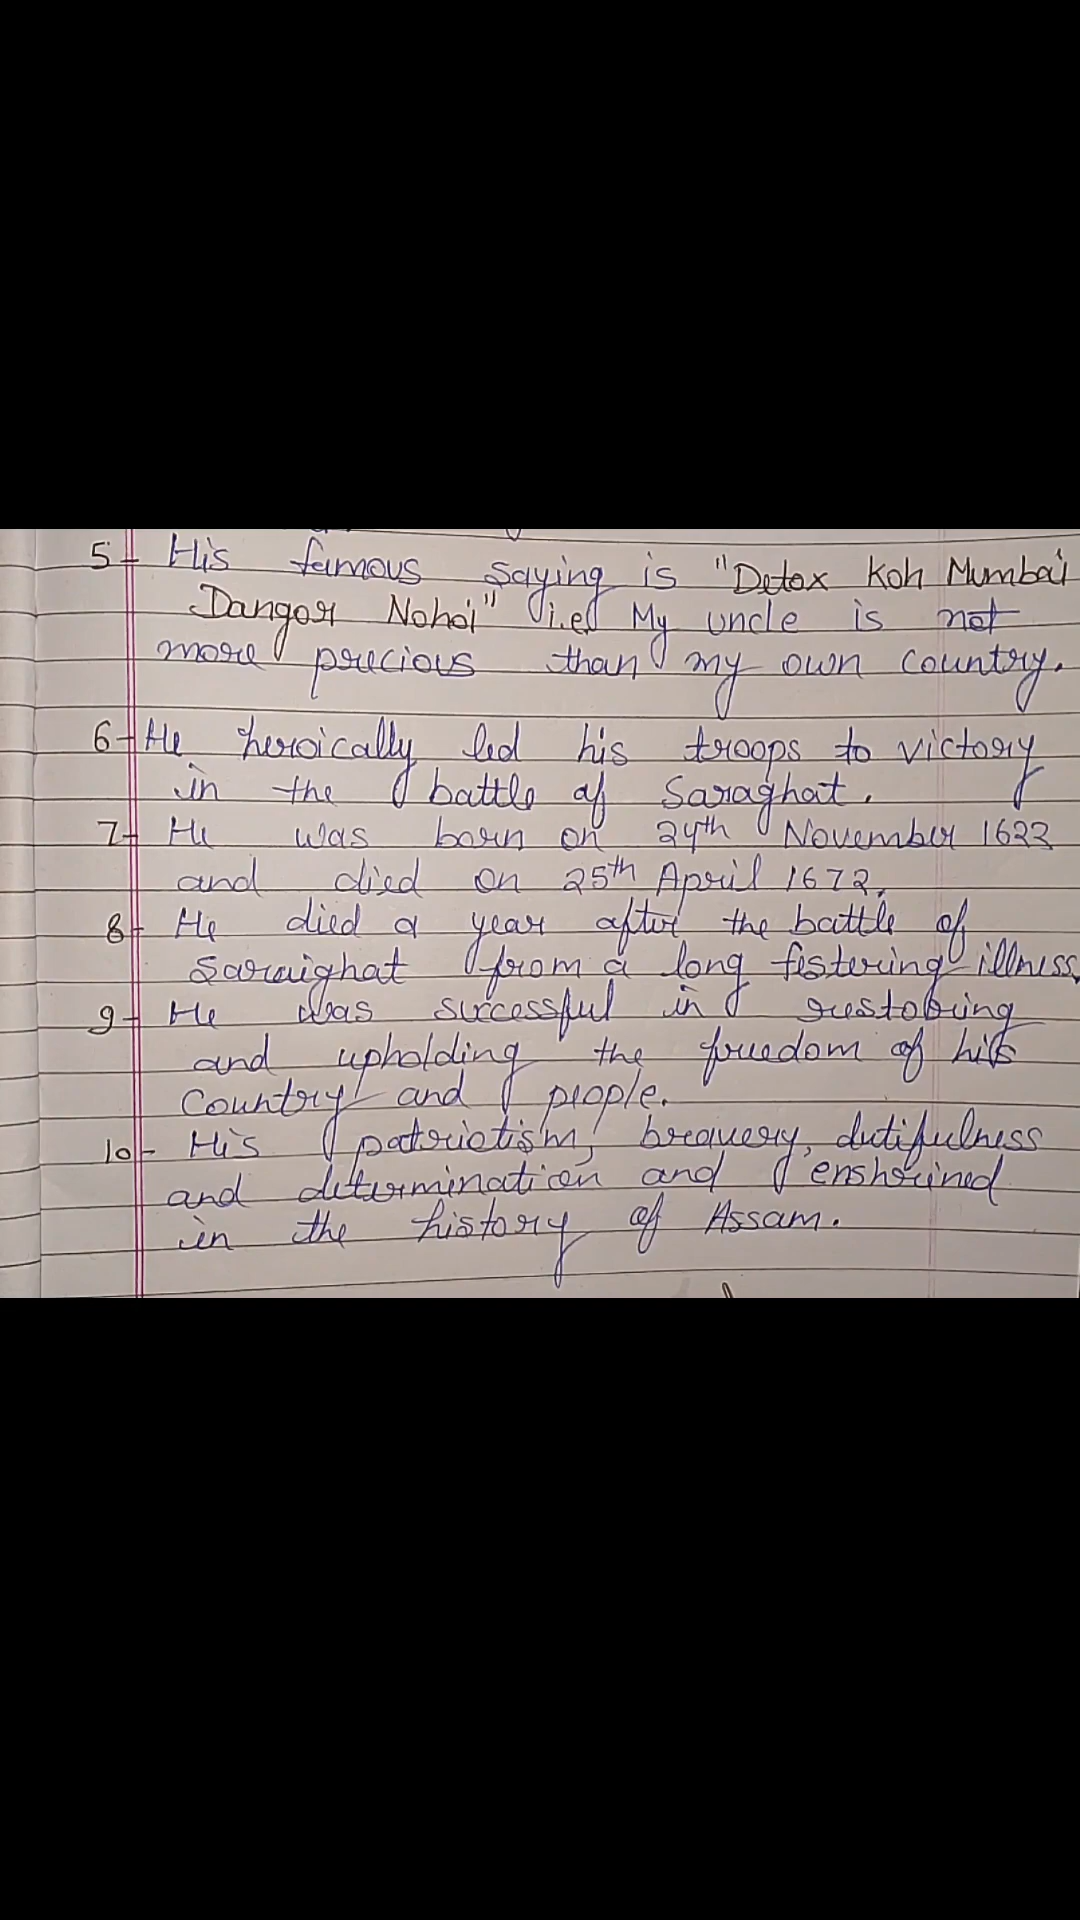 5- His famous saying is "Detox Koh Mumbai
Dangor Nohoi" i.e. My uncle is not
more precious than my own country.
6- He heroically led his troops to victory
in the battle of Saraghat.
7- He was born on 24th November 1622
and died on 25th April 1672.
8- He died a year after the battle of
Saraighat from a long festering illness.
9- He was successful in restoring
and upholding the freedom of his
Country and people.
10- His patriotism, bravery, dutifulness
and determination and enshrined
in the history of Assam.